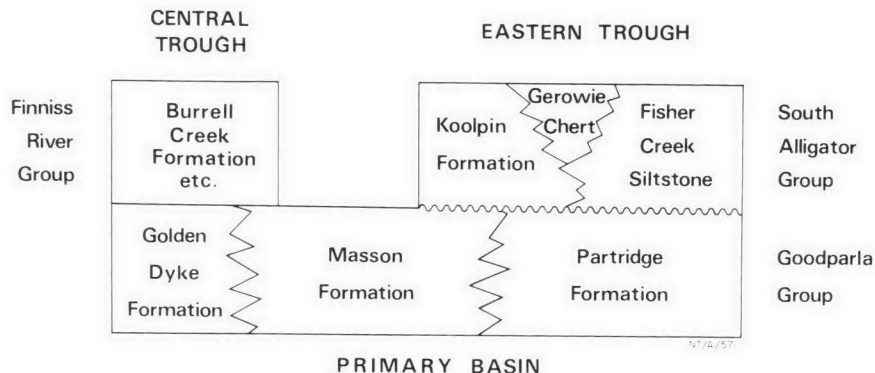 CENTRAL
TROUGH
EASTERN TROUGH
Finniss
River
Group
Burrell
Creek
Formation
etc.
Koolpin
Formation
Gerowie
Chert
Fisher
Creek
Siltstone
South
Alligator
Group
Golden
Dyke
Formation
Masson
Formation
Partridge
Formation
Goodparla
Group
NT/A/571
PRIMARY BASIN